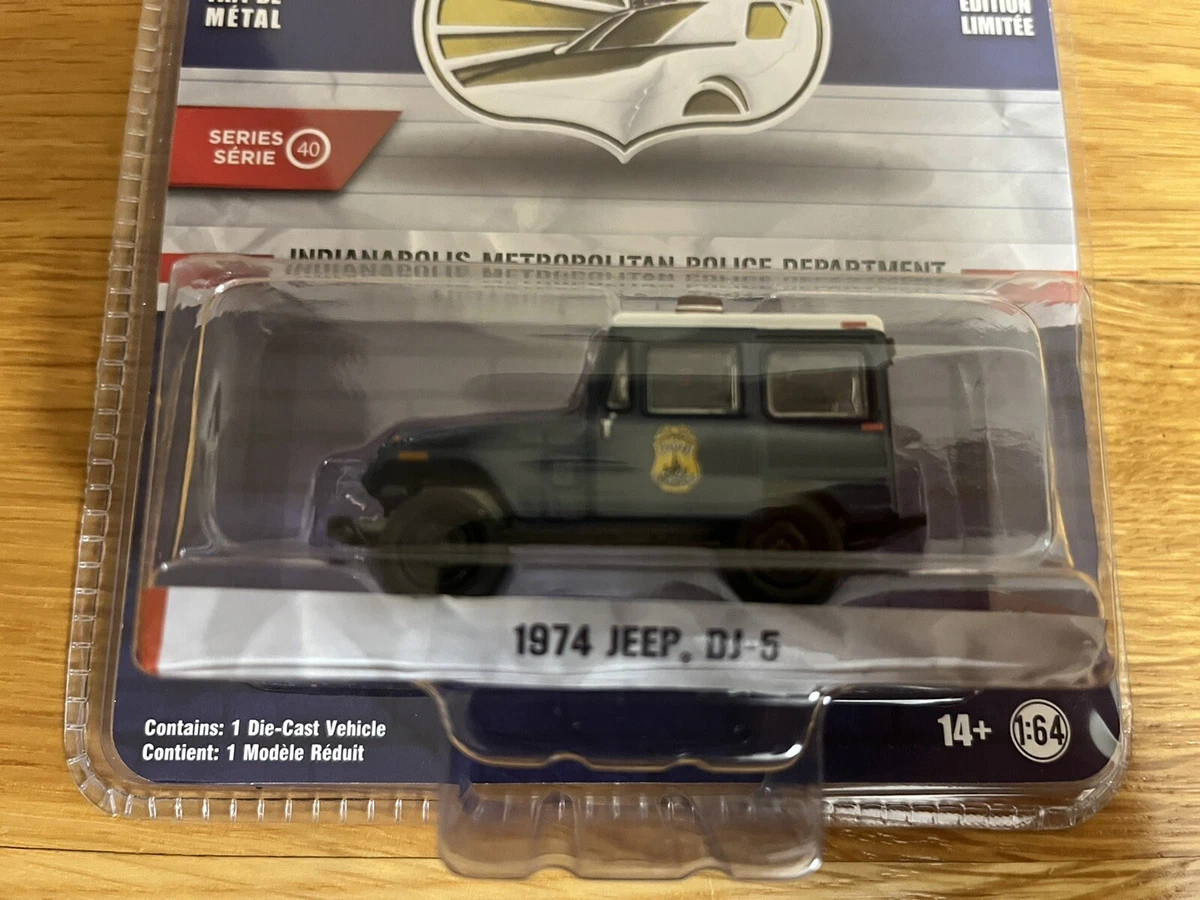 MÉTAL
ÉDITION
LIMITÉE
SERIES
SÉRIE
40
INDIANAPOLIS METROPOLITAN POLICE DEPARTMENT
1974 JEEP® DJ-5
Contains: 1 Die-Cast Vehicle
Contient: 1 Modèle Réduit
14+
1:64